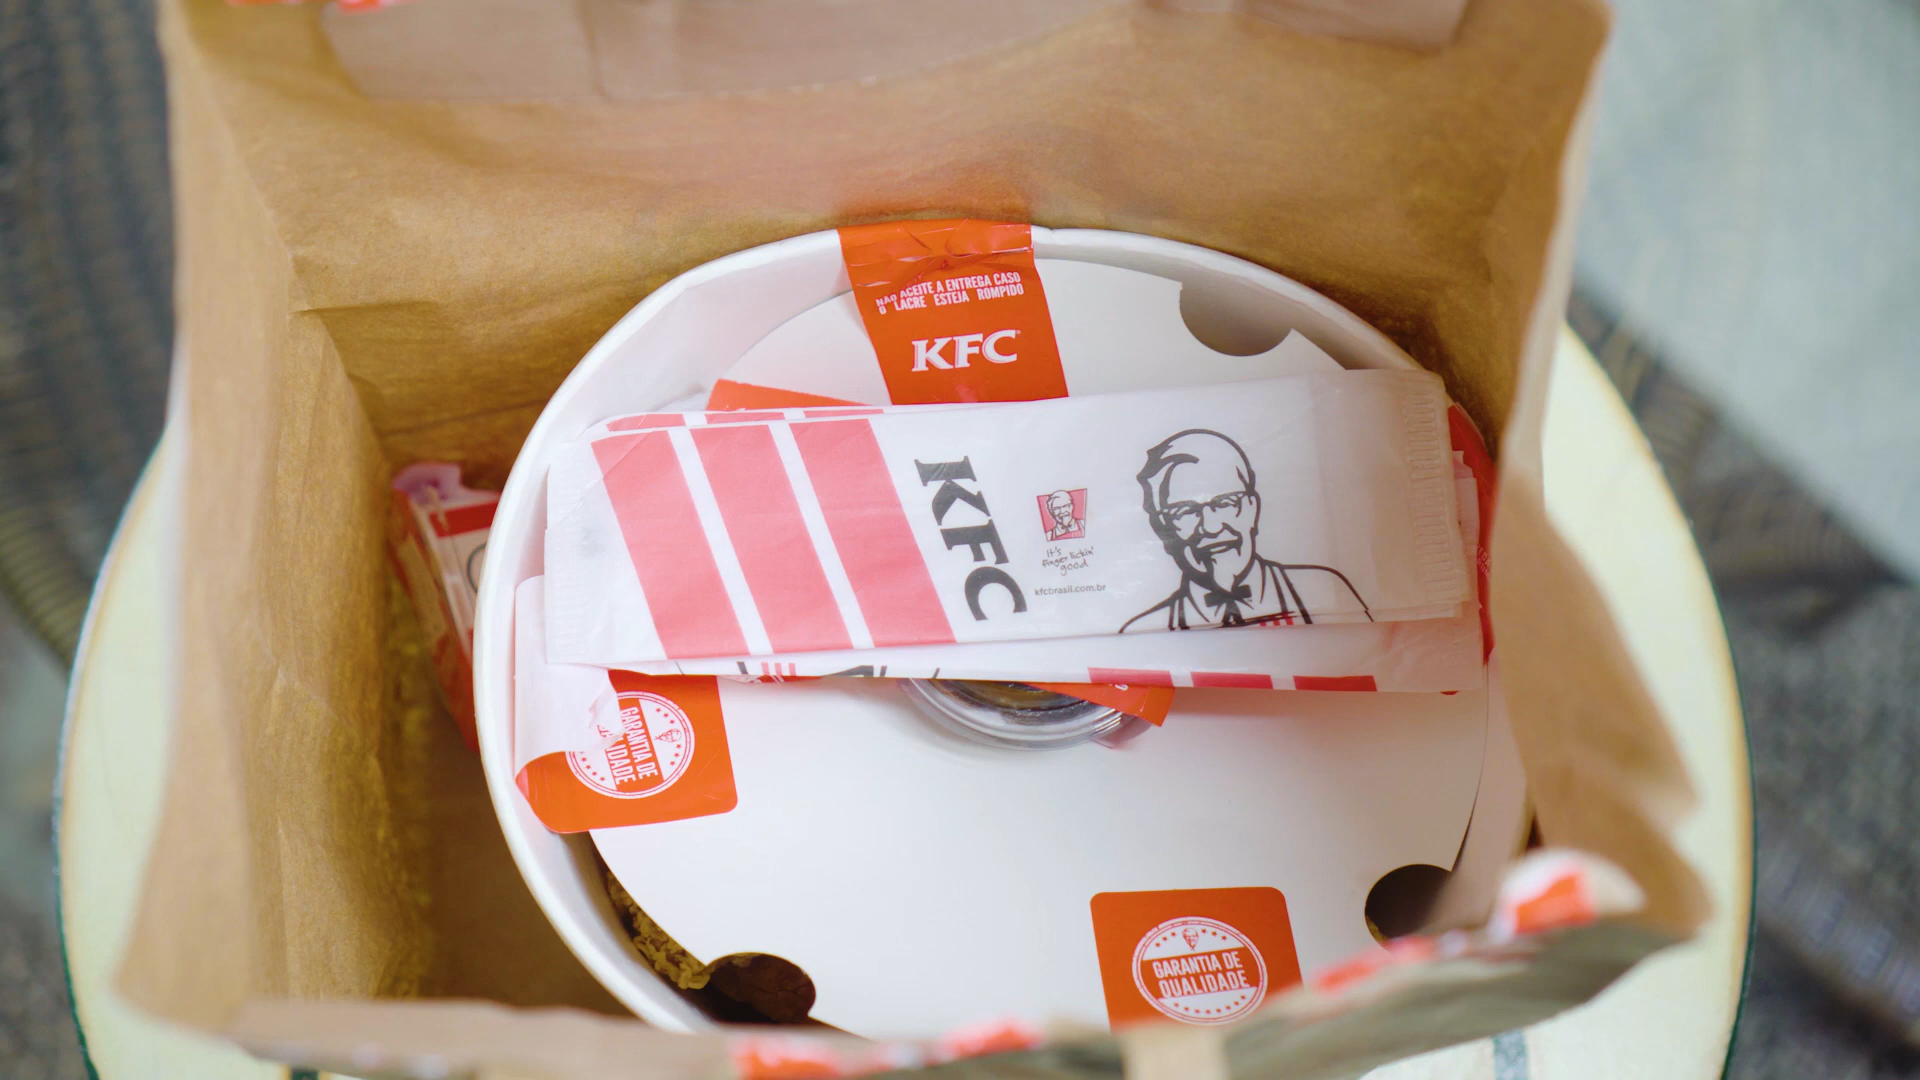 NÃO ACEITE A ENTREGA CASO
O LACRE ESTEJA ROMPIDO
KFC
KFC
It's
finger lickin'
good
kfcbrasil.com.br
GARANTIA DE
GARANTIA DE
QUALIDADE